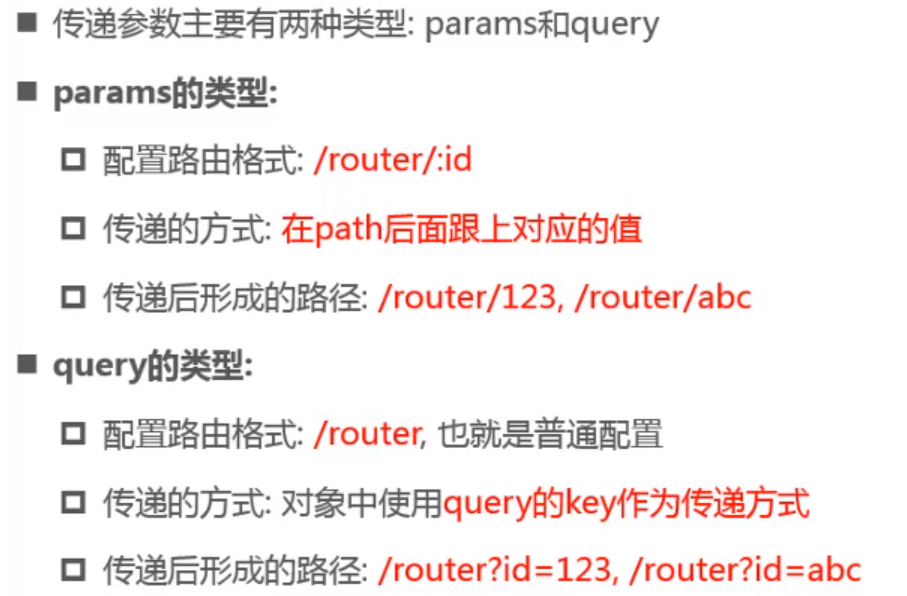 传递参数主要有两种类型: params和query
params的类型:
配置路由格式: /router/:id
传递的方式: 在path后面跟上对应的值
传递后形成的路径: /router/123, /router/abc
query的类型:
配置路由格式: /router, 也就是普通配置
传递的方式: 对象中使用query的key作为传递方式
传递后形成的路径: /router?id=123, /router?id=abc